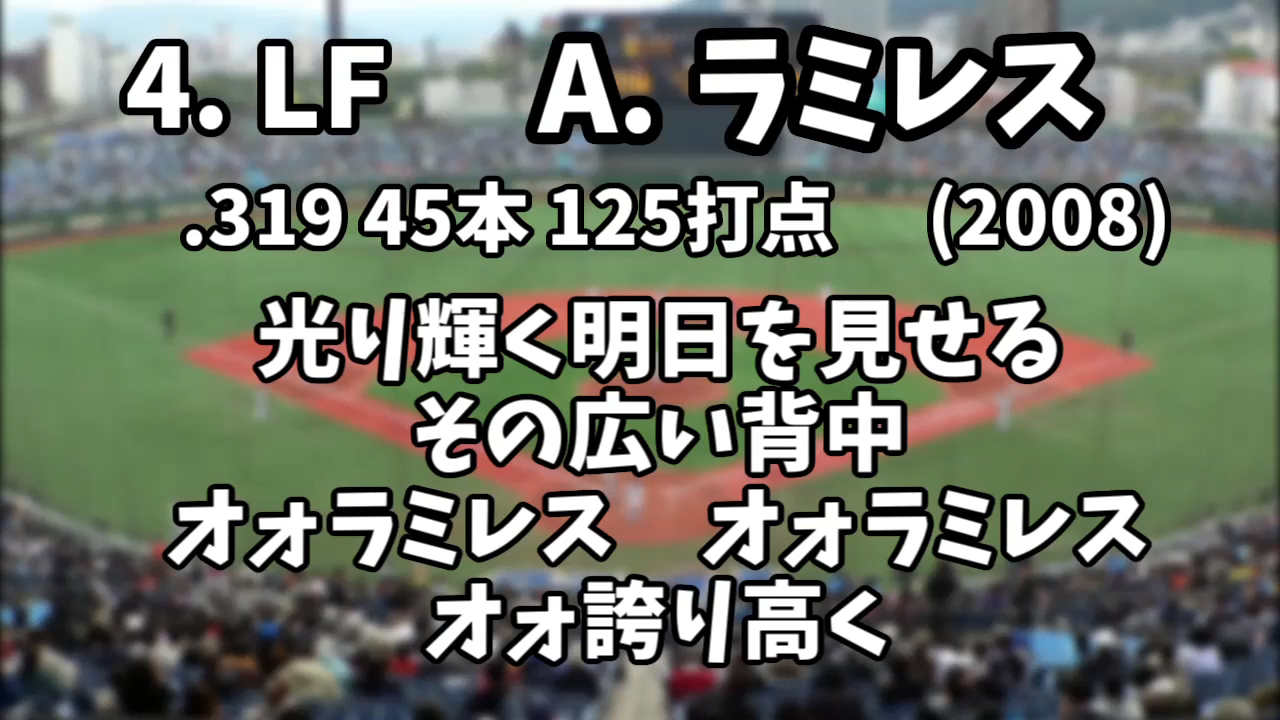 4. LF　A. ラミレス
.319 45本 125打点　(2008)
光り輝く明日を見せる
その広い背中
オォラミレス　オォラミレス
オォ誇り高く